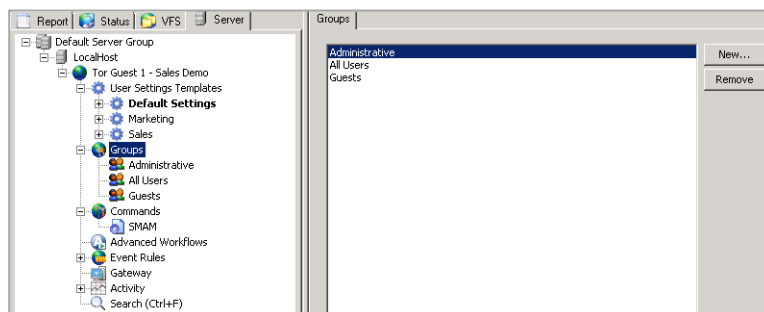 Report Status VFS Server
Default Server Group
LocalHost
Tor Guest 1 - Sales Demo
User Settings Templates
Default Settings
Marketing
Sales
Groups
Administrative
All Users
Guests
Commands
SMAM
Advanced Workflows
Event Rules
Gateway
Activity
Search (Ctrl+F)
Groups
Administrative
All Users
Guests
New...
Remove